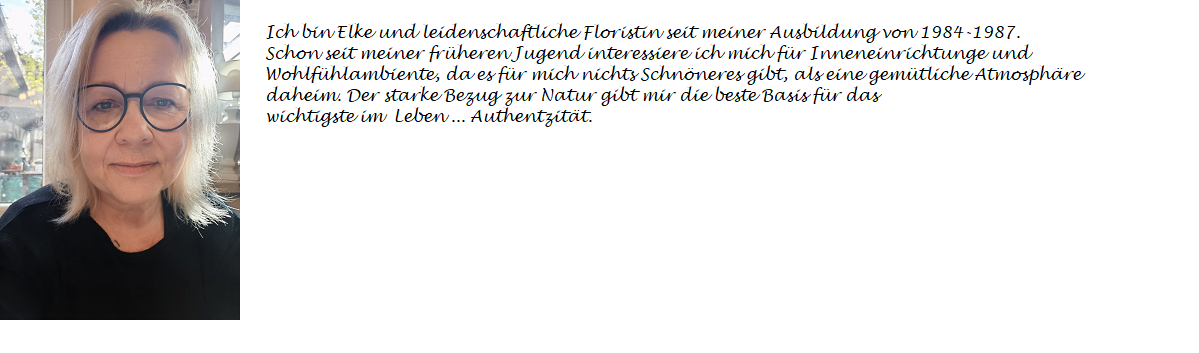 Ich bin Elke und leidenschaftliche Floristin seit meiner Ausbildung von 1984-1987.
Schon seit meiner früheren Jugend interessiere ich mich für Inneneinrichtunge und
Wohlfühlambiente, da es für mich nichts Schnöneres gibt, als eine gemütliche Atmosphäre
daheim. Der starke Bezug zur Natur gibt mir die beste Basis für das
wichtigste im Leben ... Authentzität.